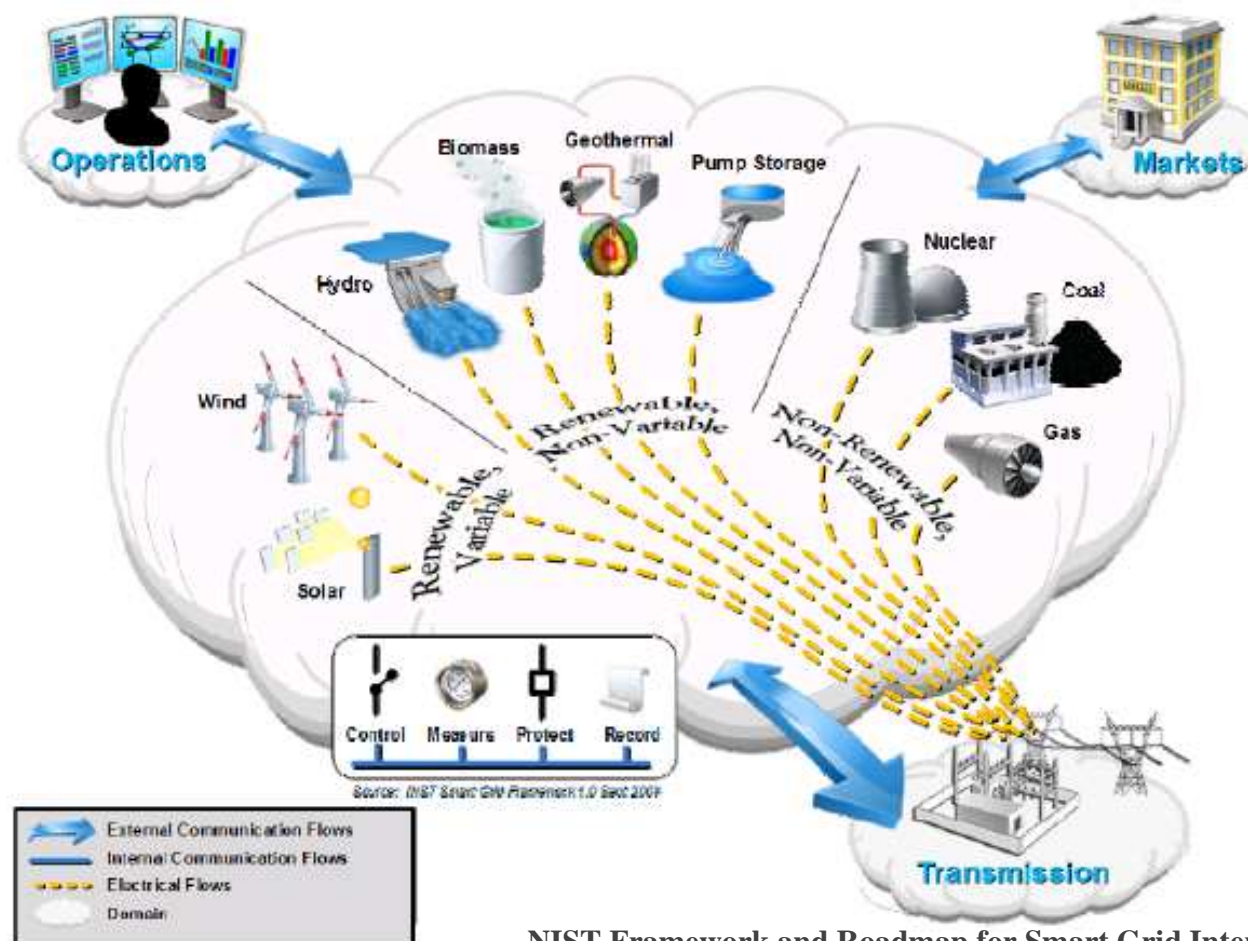 Operations
Markets
Biomass
Geothermal
Pump Storage
Nuclear
Hydro
Coal
Wind
Gas
Renewable,
Non-Variable
Non-Renewable,
Non-Variable
Renewable,
Variable
Solar
Control
Measure
Protect
Record
Source: NIST Smart Grid Framework 1.0 Sept 2009
External Communication Flows
Internal Communication Flows
Electrical Flows
Domain
Transmission
NIST Framework and Roadmap for Smart Grid